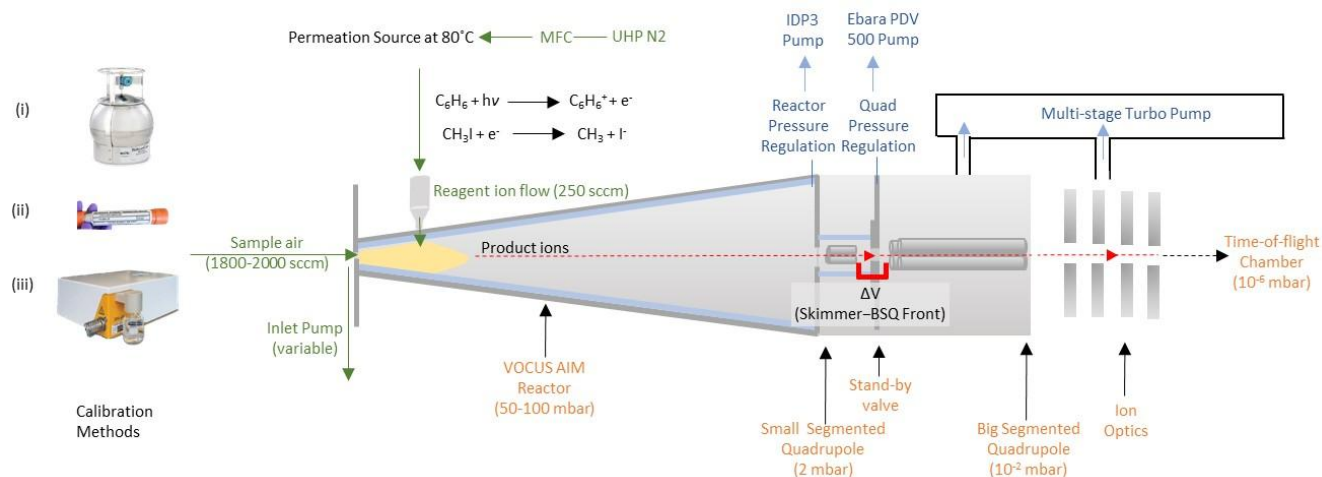 Permeation Source at 80˚C
MFC
UHP N2
IDP3
Pump
Ebara PDV
500 Pump
(i)
C₆H₆ + hv
C₆H₆⁺ + e⁻
CH₃I + e⁻
CH₃ + I⁻
Reactor
Pressure
Regulation
Quad
Pressure
Regulation
Multi-stage Turbo Pump
(ii)
Reagent ion flow (250 sccm)
Sample air
(1800-2000 sccm)
Product ions
Time-of-flight
Chamber
(10⁻⁶ mbar)
(iii)
ΔV
(Skimmer–BSQ Front)
Inlet Pump
(variable)
VOCUS AIM
Reactor
(50-100 mbar)
Stand-by
valve
Calibration
Methods
Small Segmented
Quadrupole
(2 mbar)
Big Segmented
Quadrupole
(10⁻² mbar)
Ion
Optics